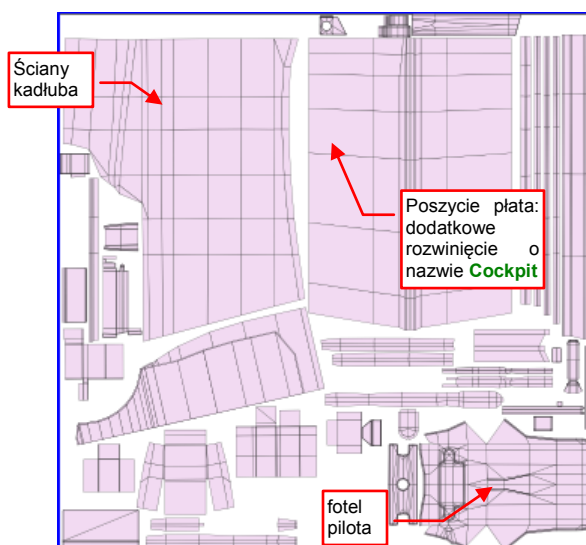 Ściany
kadłuba
Poszycie płata:
dodatkowe
rozwinięcie o
nazwie Cockpit
fotel
pilota